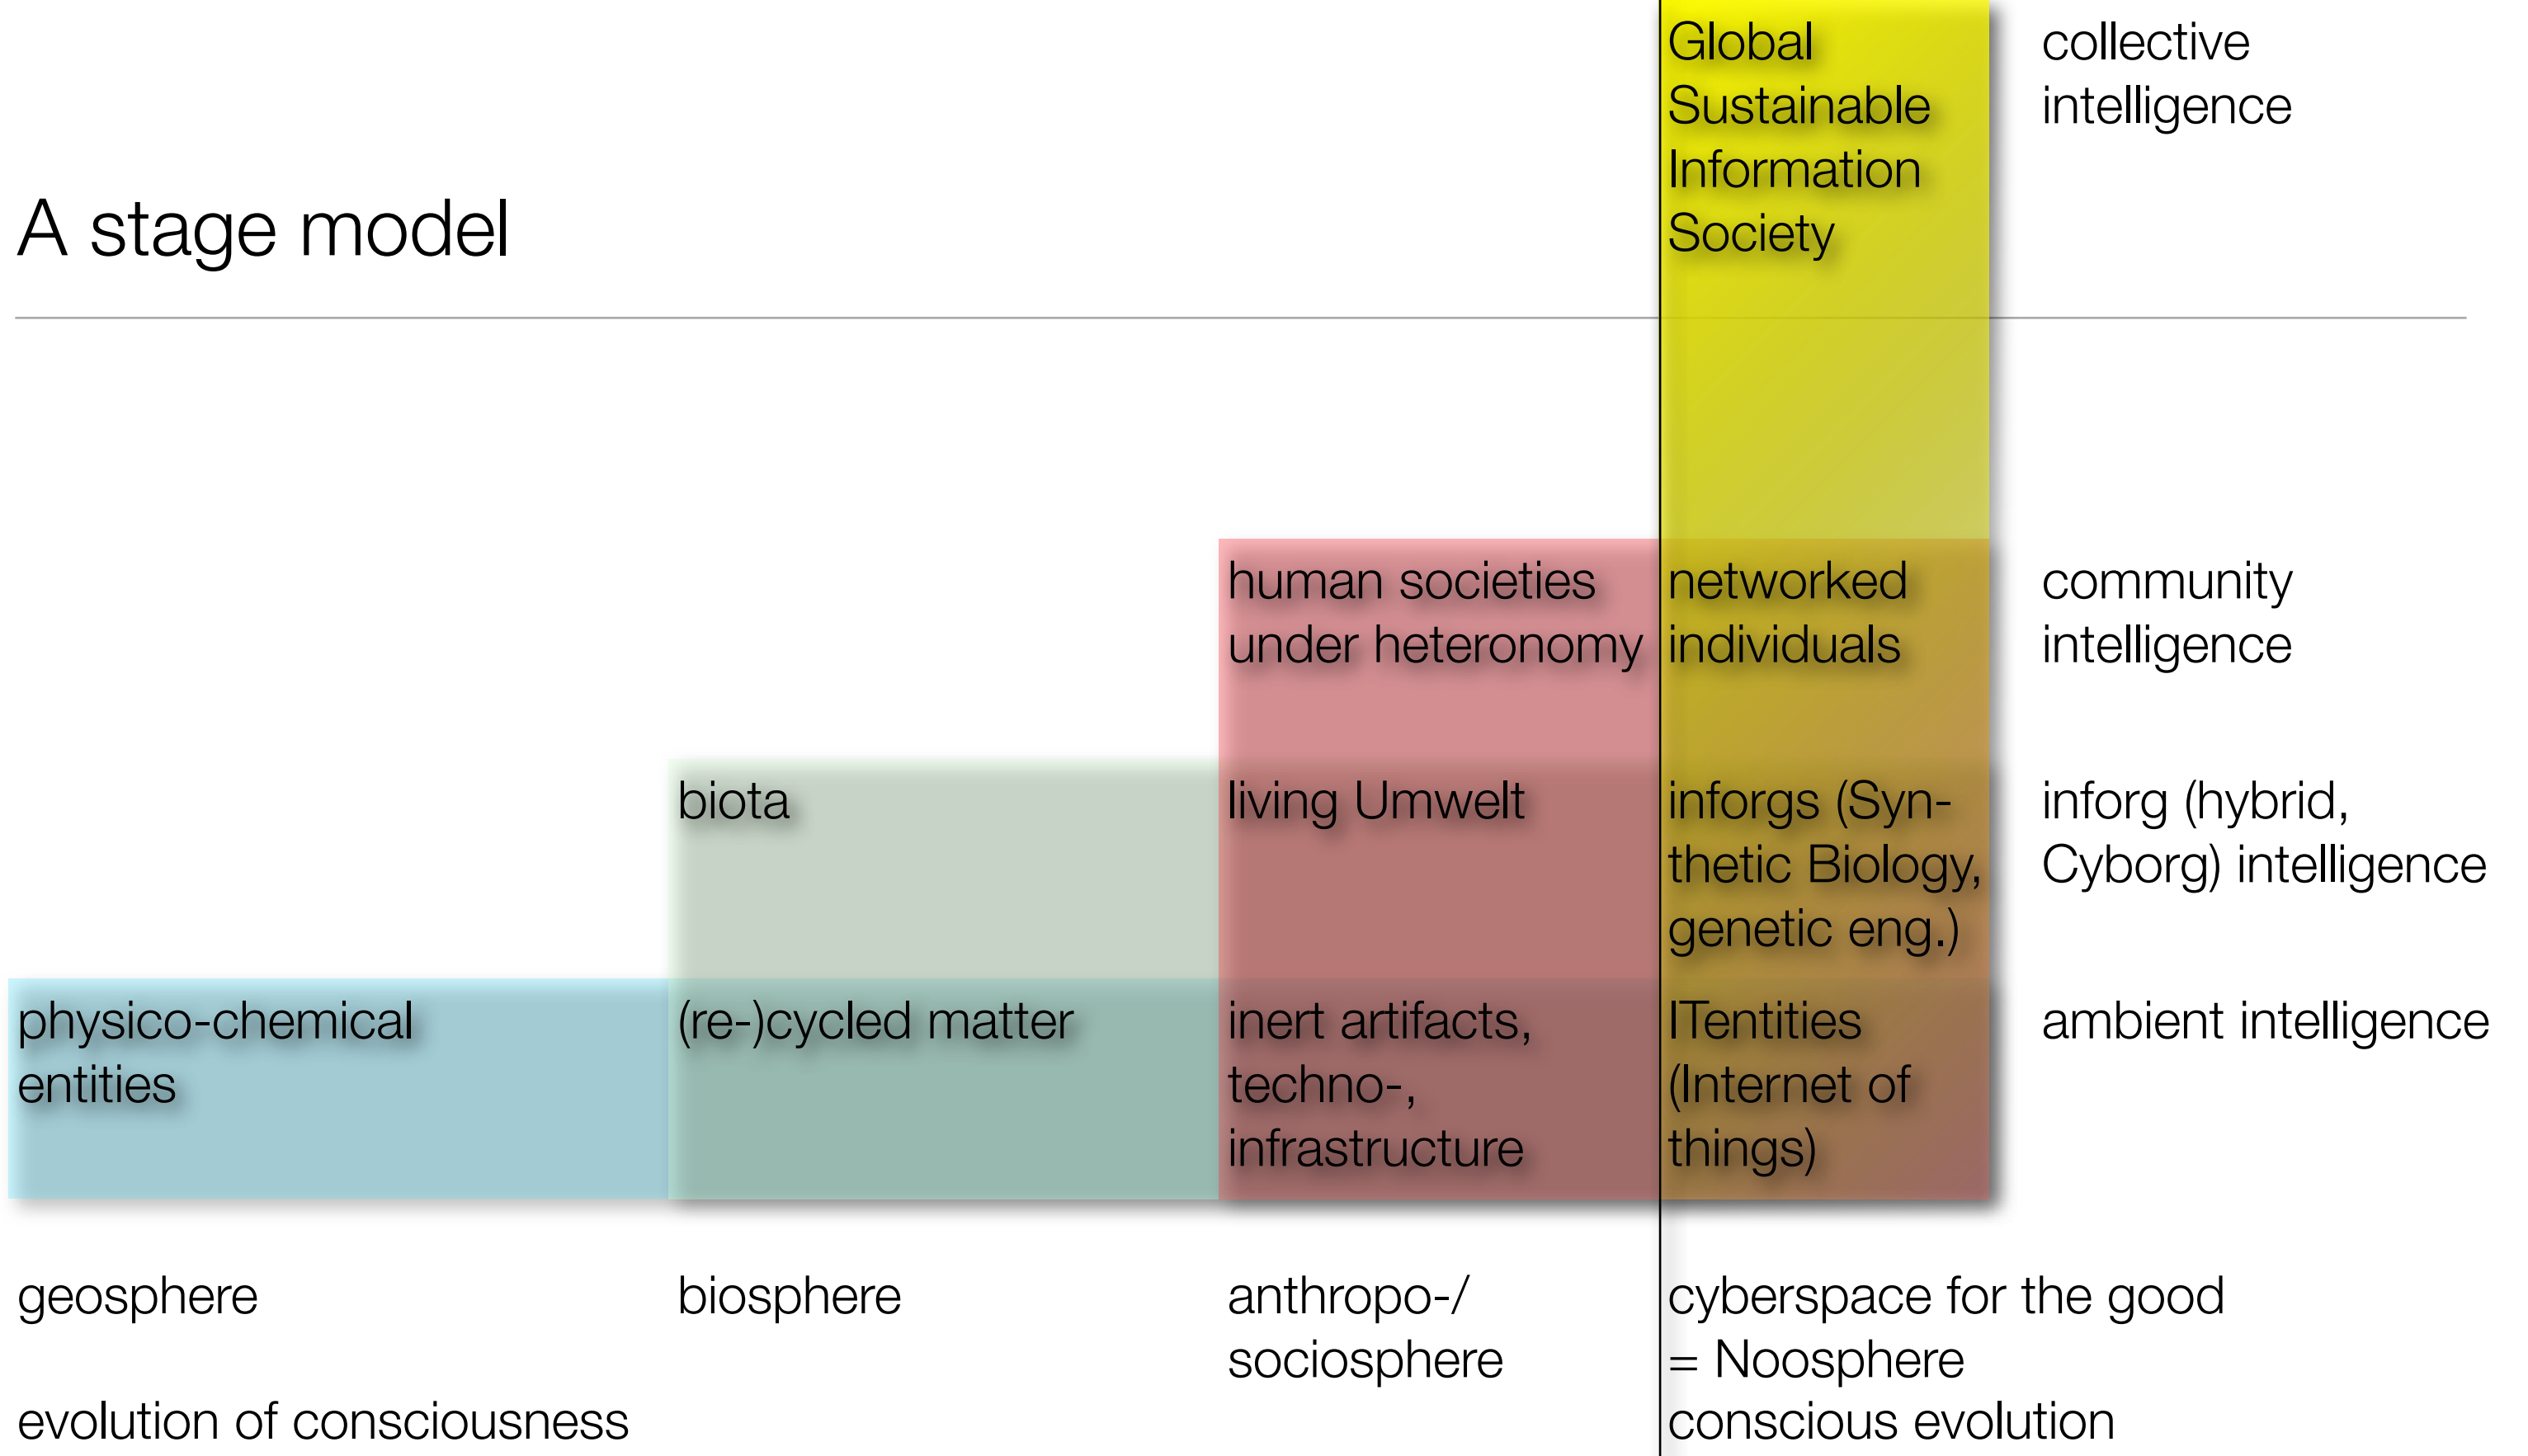 A stage model
Global
Sustainable
Information
Society
collective
intelligence
human societies
under heteronomy
networked
individuals
community
intelligence
biota
living Umwelt
inforgs (Syn-
thetic Biology,
genetic eng.)
inforg (hybrid,
Cyborg) intelligence
physico-chemical
entities
(re-)cycled matter
inert artifacts,
techno-,
infrastructure
ITentities
(Internet of
things)
ambient intelligence
geosphere
biosphere
anthropo-/
sociosphere
cyberspace for the good
= Noosphere
evolution of consciousness
conscious evolution